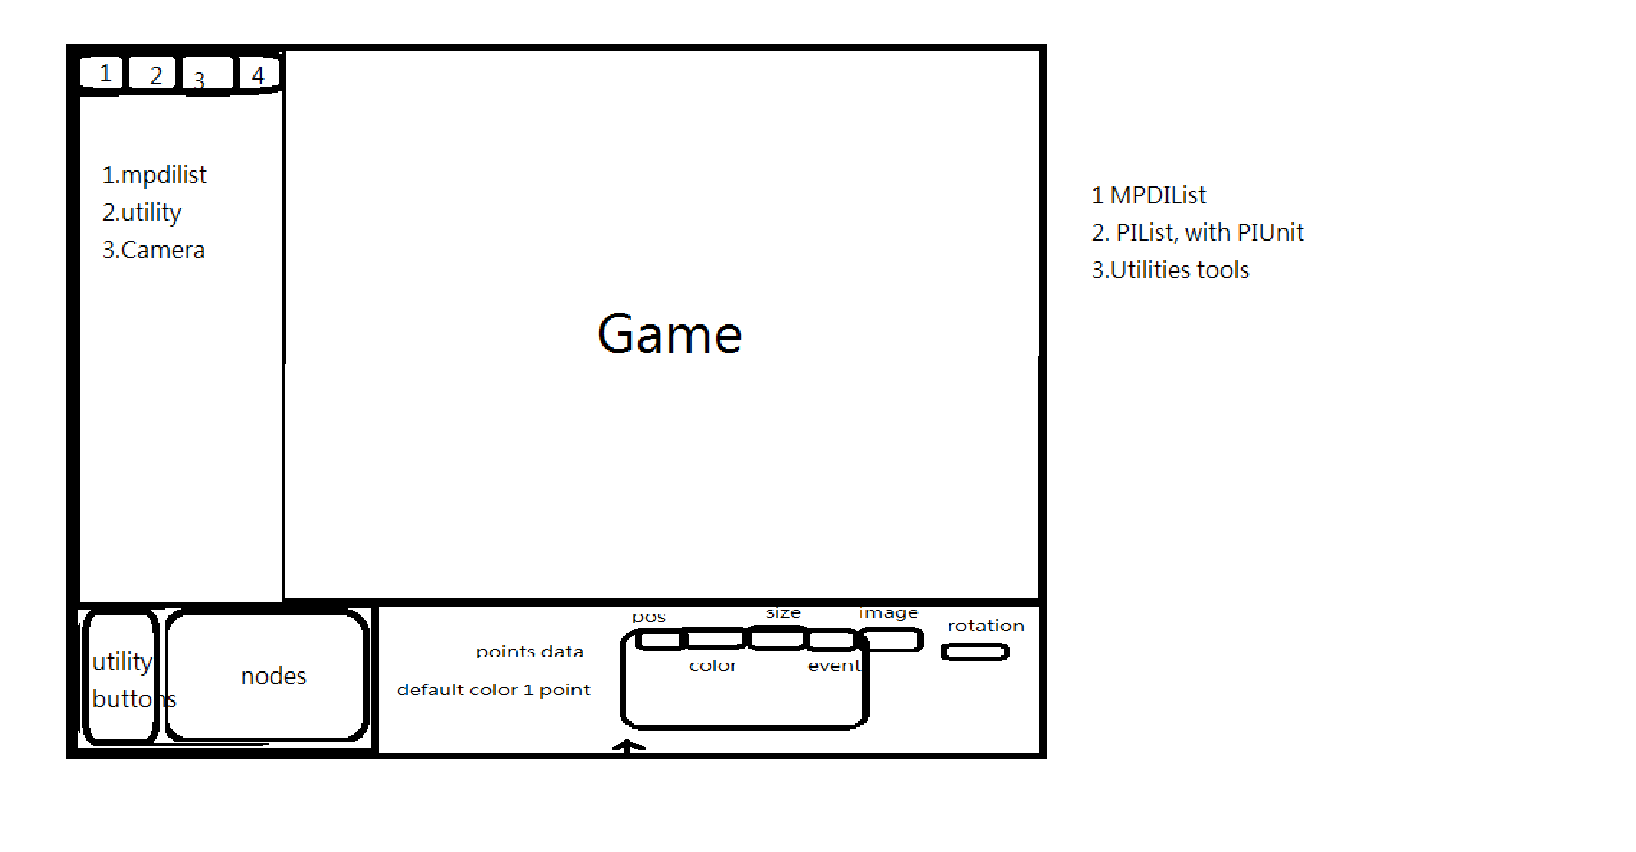 1 2 3 4
1.mpdilist
2.utility
3.Camera
Game
1 MPDIList
2. PIList, with PIUnit
3.Utilities tools
utility
buttons
nodes
points data
default color 1 point
pos
size
image
rotation
color
event